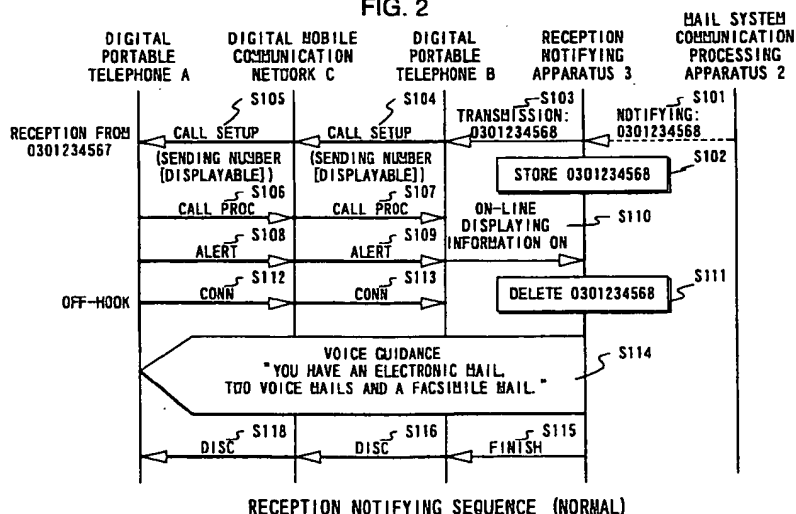 FIG. 2
DIGITAL PORTABLE TELEPHONE A
DIGITAL MOBILE COMMUNICATION NETWORK C
DIGITAL PORTABLE TELEPHONE B
RECEPTION NOTIFYING APPARATUS 3
MAIL SYSTEM COMMUNICATION PROCESSING APPARATUS 2
RECEPTION FROM 0301234567
S105
CALL SETUP
(SENDING NUMBER [DISPLAYABLE])
S104
CALL SETUP
(SENDING NUMBER [DISPLAYABLE])
S103
TRANSMISSION: 0301234568
S101
NOTIFYING: 0301234568
STORE 0301234568
S102
S106
CALL PROC
S107
CALL PROC
S108
ALERT
S109
ALERT
ON-LINE DISPLAYING INFORMATION ON
S110
OFF-HOOK
S112
CONN
S113
CONN
DELETE 0301234568
S111
VOICE GUIDANCE
"YOU HAVE AN ELECTRONIC MAIL,
TWO VOICE MAILS AND A FACSIMILE MAIL."
S114
S118
DISC
S116
DISC
S115
FINISH
RECEPTION NOTIFYING SEQUENCE (NORMAL)